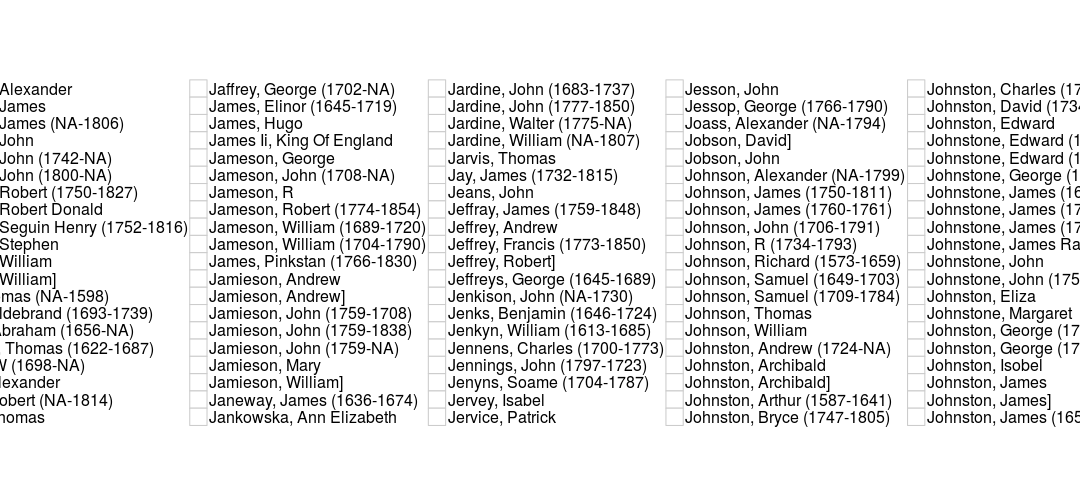 Alexander
James
James (NA-1806)
John
John (1742-NA)
John (1800-NA)
Robert (1750-1827)
Robert Donald
Seguin Henry (1752-1816)
Stephen
William
William]
mas (NA-1598)
ldebrand (1693-1739)
braham (1656-NA)
Thomas (1622-1687)
(1698-NA)
lexander
obert (NA-1814)
homas
Jaffrey, George (1702-NA)
James, Elinor (1645-1719)
James, Hugo
James Ii, King Of England
Jameson, George
Jameson, John (1708-NA)
Jameson, R
Jameson, Robert (1774-1854)
Jameson, William (1689-1720)
Jameson, William (1704-1790)
James, Pinkstan (1766-1830)
Jamieson, Andrew
Jamieson, Andrew]
Jamieson, John (1759-1708)
Jamieson, John (1759-1838)
Jamieson, John (1759-NA)
Jamieson, Mary
Jamieson, William]
Janeway, James (1636-1674)
Jankowska, Ann Elizabeth
Jardine, John (1683-1737)
Jardine, John (1777-1850)
Jardine, Walter (1775-NA)
Jardine, William (NA-1807)
Jarvis, Thomas
Jay, James (1732-1815)
Jeans, John
Jeffray, James (1759-1848)
Jeffrey, Andrew
Jeffrey, Francis (1773-1850)
Jeffrey, Robert]
Jeffreys, George (1645-1689)
Jenkison, John (NA-1730)
Jenks, Benjamin (1646-1724)
Jenkyn, William (1613-1685)
Jennens, Charles (1700-1773)
Jennings, John (1797-1723)
Jenyns, Soame (1704-1787)
Jervey, Isabel
Jervice, Patrick
Jesson, John
Jessop, George (1766-1790)
Joass, Alexander (NA-1794)
Jobson, David]
Jobson, John
Johnson, Alexander (NA-1799)
Johnson, James (1750-1811)
Johnson, James (1760-1761)
Johnson, John (1706-1791)
Johnson, R (1734-1793)
Johnson, Richard (1573-1659)
Johnson, Samuel (1649-1703)
Johnson, Samuel (1709-1784)
Johnson, Thomas
Johnson, William
Johnston, Andrew (1724-NA)
Johnston, Archibald
Johnston, Archibald]
Johnston, Arthur (1587-1641)
Johnston, Bryce (1747-1805)
Johnston, Charles (17
Johnston, David (173
Johnston, Edward
Johnstone, Edward (1
Johnstone, Edward (1
Johnstone, George (1
Johnstone, James (16
Johnstone, James (17
Johnstone, James (17
Johnstone, James Ra
Johnstone, John
Johnstone, John (175
Johnston, Eliza
Johnstone, Margaret
Johnston, George (17
Johnston, George (17
Johnston, Isobel
Johnston, James
Johnston, James]
Johnston, James (165